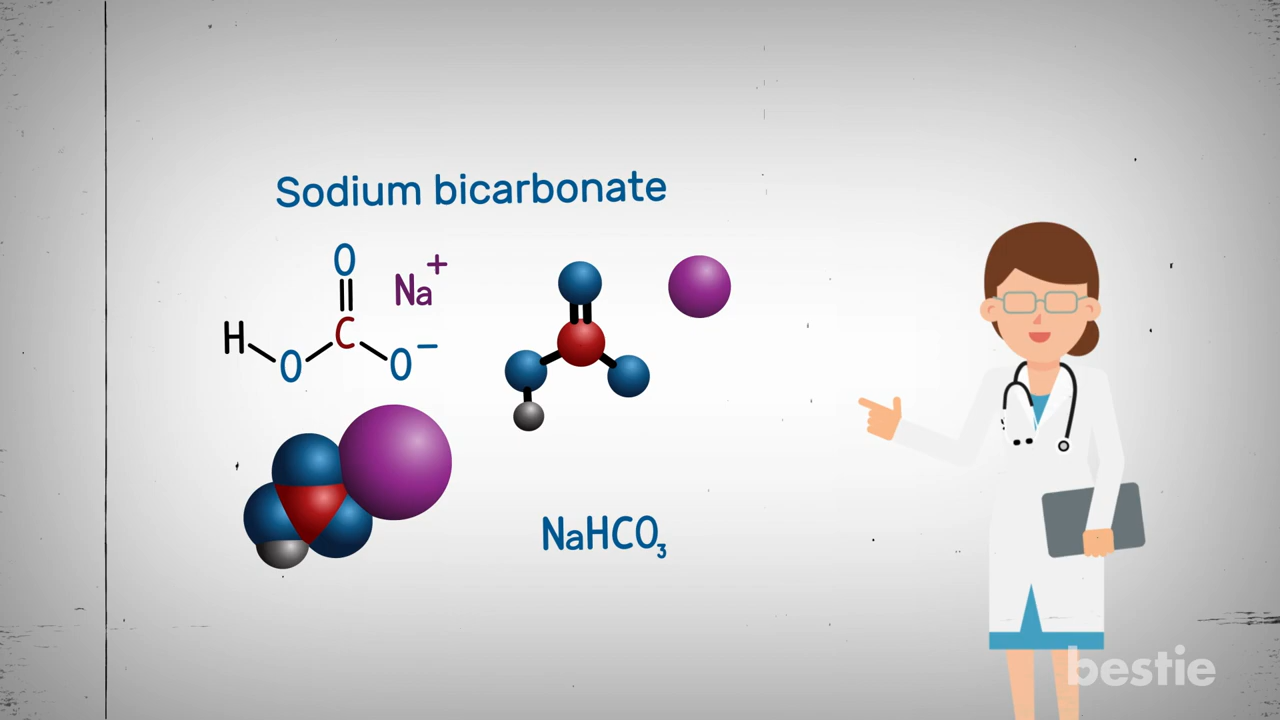 Sodium bicarbonate
O
Na+
H
C
O
O−
NaHCO₃
bestie